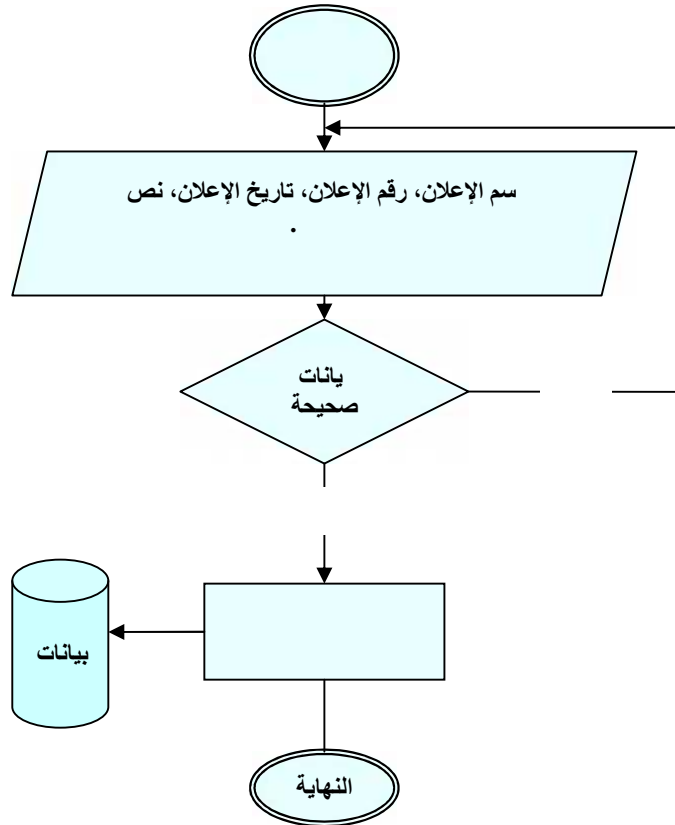 سم الإعلان، رقم الإعلان، تاريخ الإعلان، نص
.
يانات
صحيحة
بيانات
النهاية